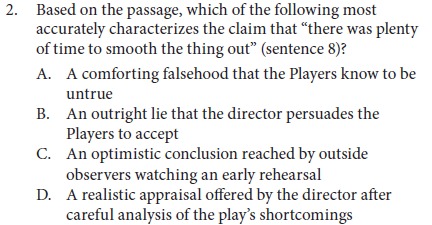 2. Based on the passage, which of the following most
accurately characterizes the claim that “there was plenty
of time to smooth the thing out” (sentence 8)?
A. A comforting falsehood that the Players know to be
untrue
B. An outright lie that the director persuades the
Players to accept
C. An optimistic conclusion reached by outside
observers watching an early rehearsal
D. A realistic appraisal offered by the director after
careful analysis of the play’s shortcomings